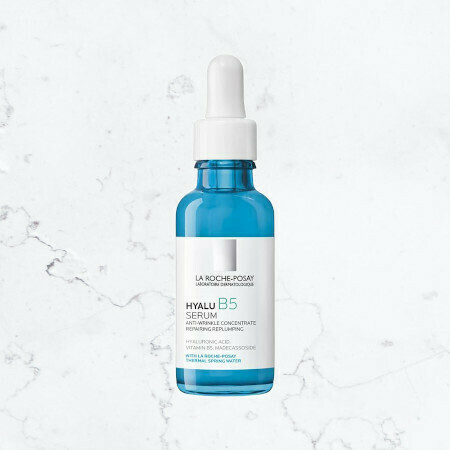 LA ROCHE-POSAY
LABORATOIRE DERMATOLOGIQUE
HYALU B5
SERUM
ANTI-WRINKLE CONCENTRATE
REPAIRING REPLUMPING
HYALURONIC ACID
VITAMIN B5. MADECASSOSIDE
WITH LA ROCHE-POSAY
THERMAL SPRING WATER